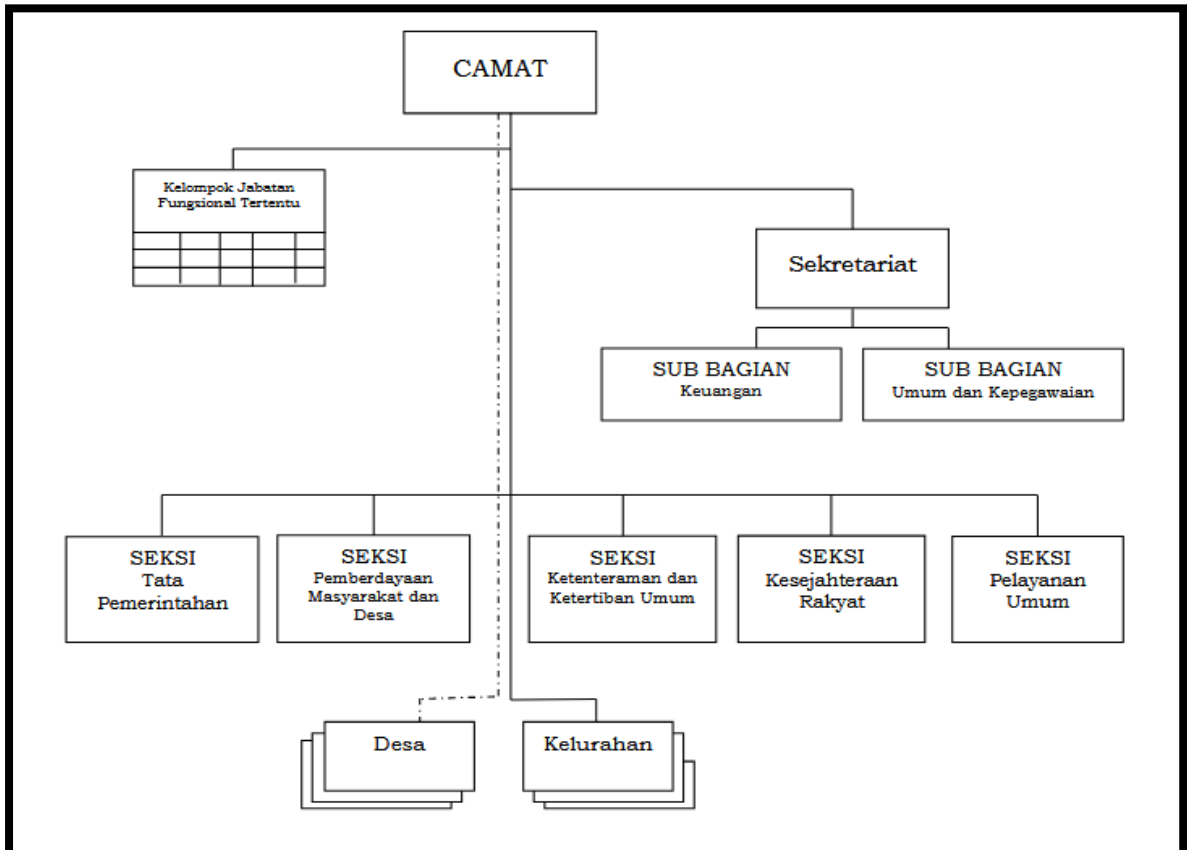 CAMAT
Kelompok Jabatan
Fungsional Tertentu
Sekretariat
SUB BAGIAN
Keuangan
SUB BAGIAN
Umum dan Kepegawaian
SEKSI
Tata
Pemerintahan
SEKSI
Pemberdayaan
Masyarakat dan
Desa
SEKSI
Ketenteraman dan
Ketertiban Umum
SEKSI
Kesejahteraan
Rakyat
SEKSI
Pelayanan
Umum
Desa
Kelurahan